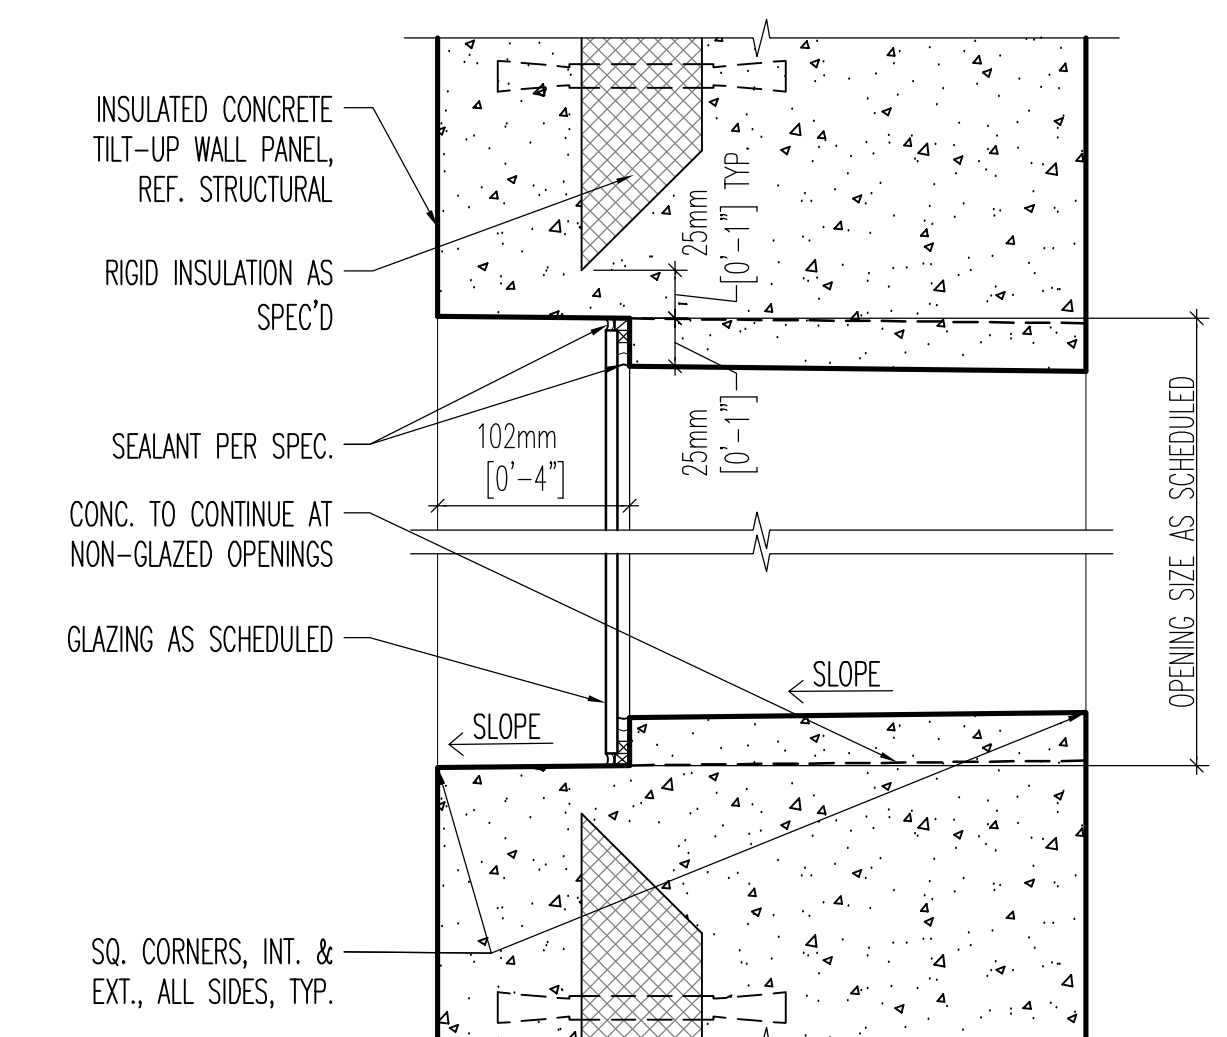 INSULATED CONCRETE
TILT-UP WALL PANEL,
REF. STRUCTURAL
RIGID INSULATION AS
SPEC'D
25mm
[0'-1"] TYP.
SEALANT PER SPEC.
102mm
[0'-4"]
25mm
[0'-1"]
CONC. TO CONTINUE AT
NON-GLAZED OPENINGS
OPENING SIZE AS SCHEDULED
GLAZING AS SCHEDULED
SLOPE
SLOPE
SQ. CORNERS, INT. &
EXT., ALL SIDES, TYP.